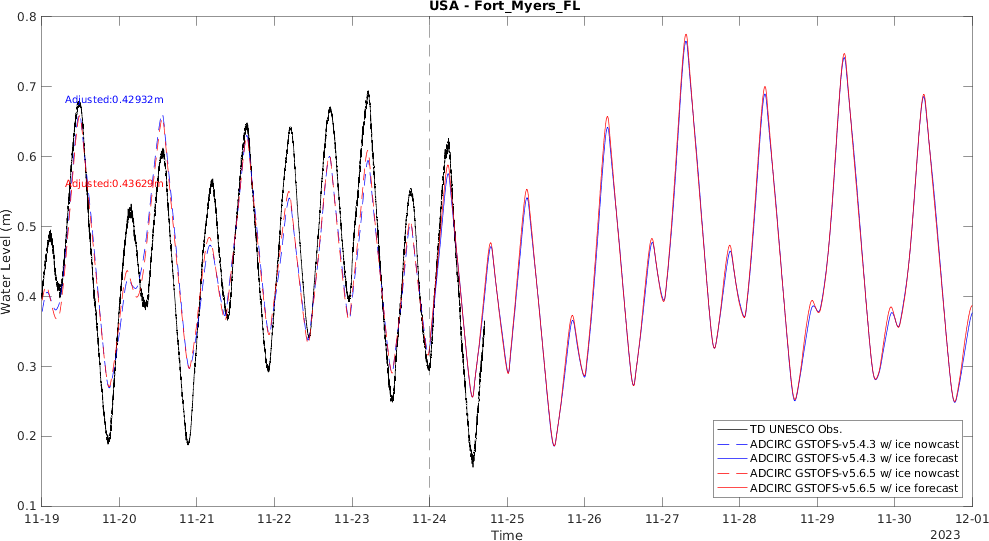 USA - Fort_Myers_FL
0.8
0.7
0.6
0.5
0.4
0.3
0.2
0.1
Water Level (m)
Adjusted:0.42932m
Adjusted:0.43629m
TD UNESCO Obs.
ADCIRC GSTOFS-v5.4.3 w/ ice nowcast
ADCIRC GSTOFS-v5.4.3 w/ ice forecast
ADCIRC GSTOFS-v5.6.5 w/ ice nowcast
ADCIRC GSTOFS-v5.6.5 w/ ice forecast
11-19 11-20 11-21 11-22 11-23 11-24 11-25 11-26 11-27 11-28 11-29 11-30 12-01
Time
2023